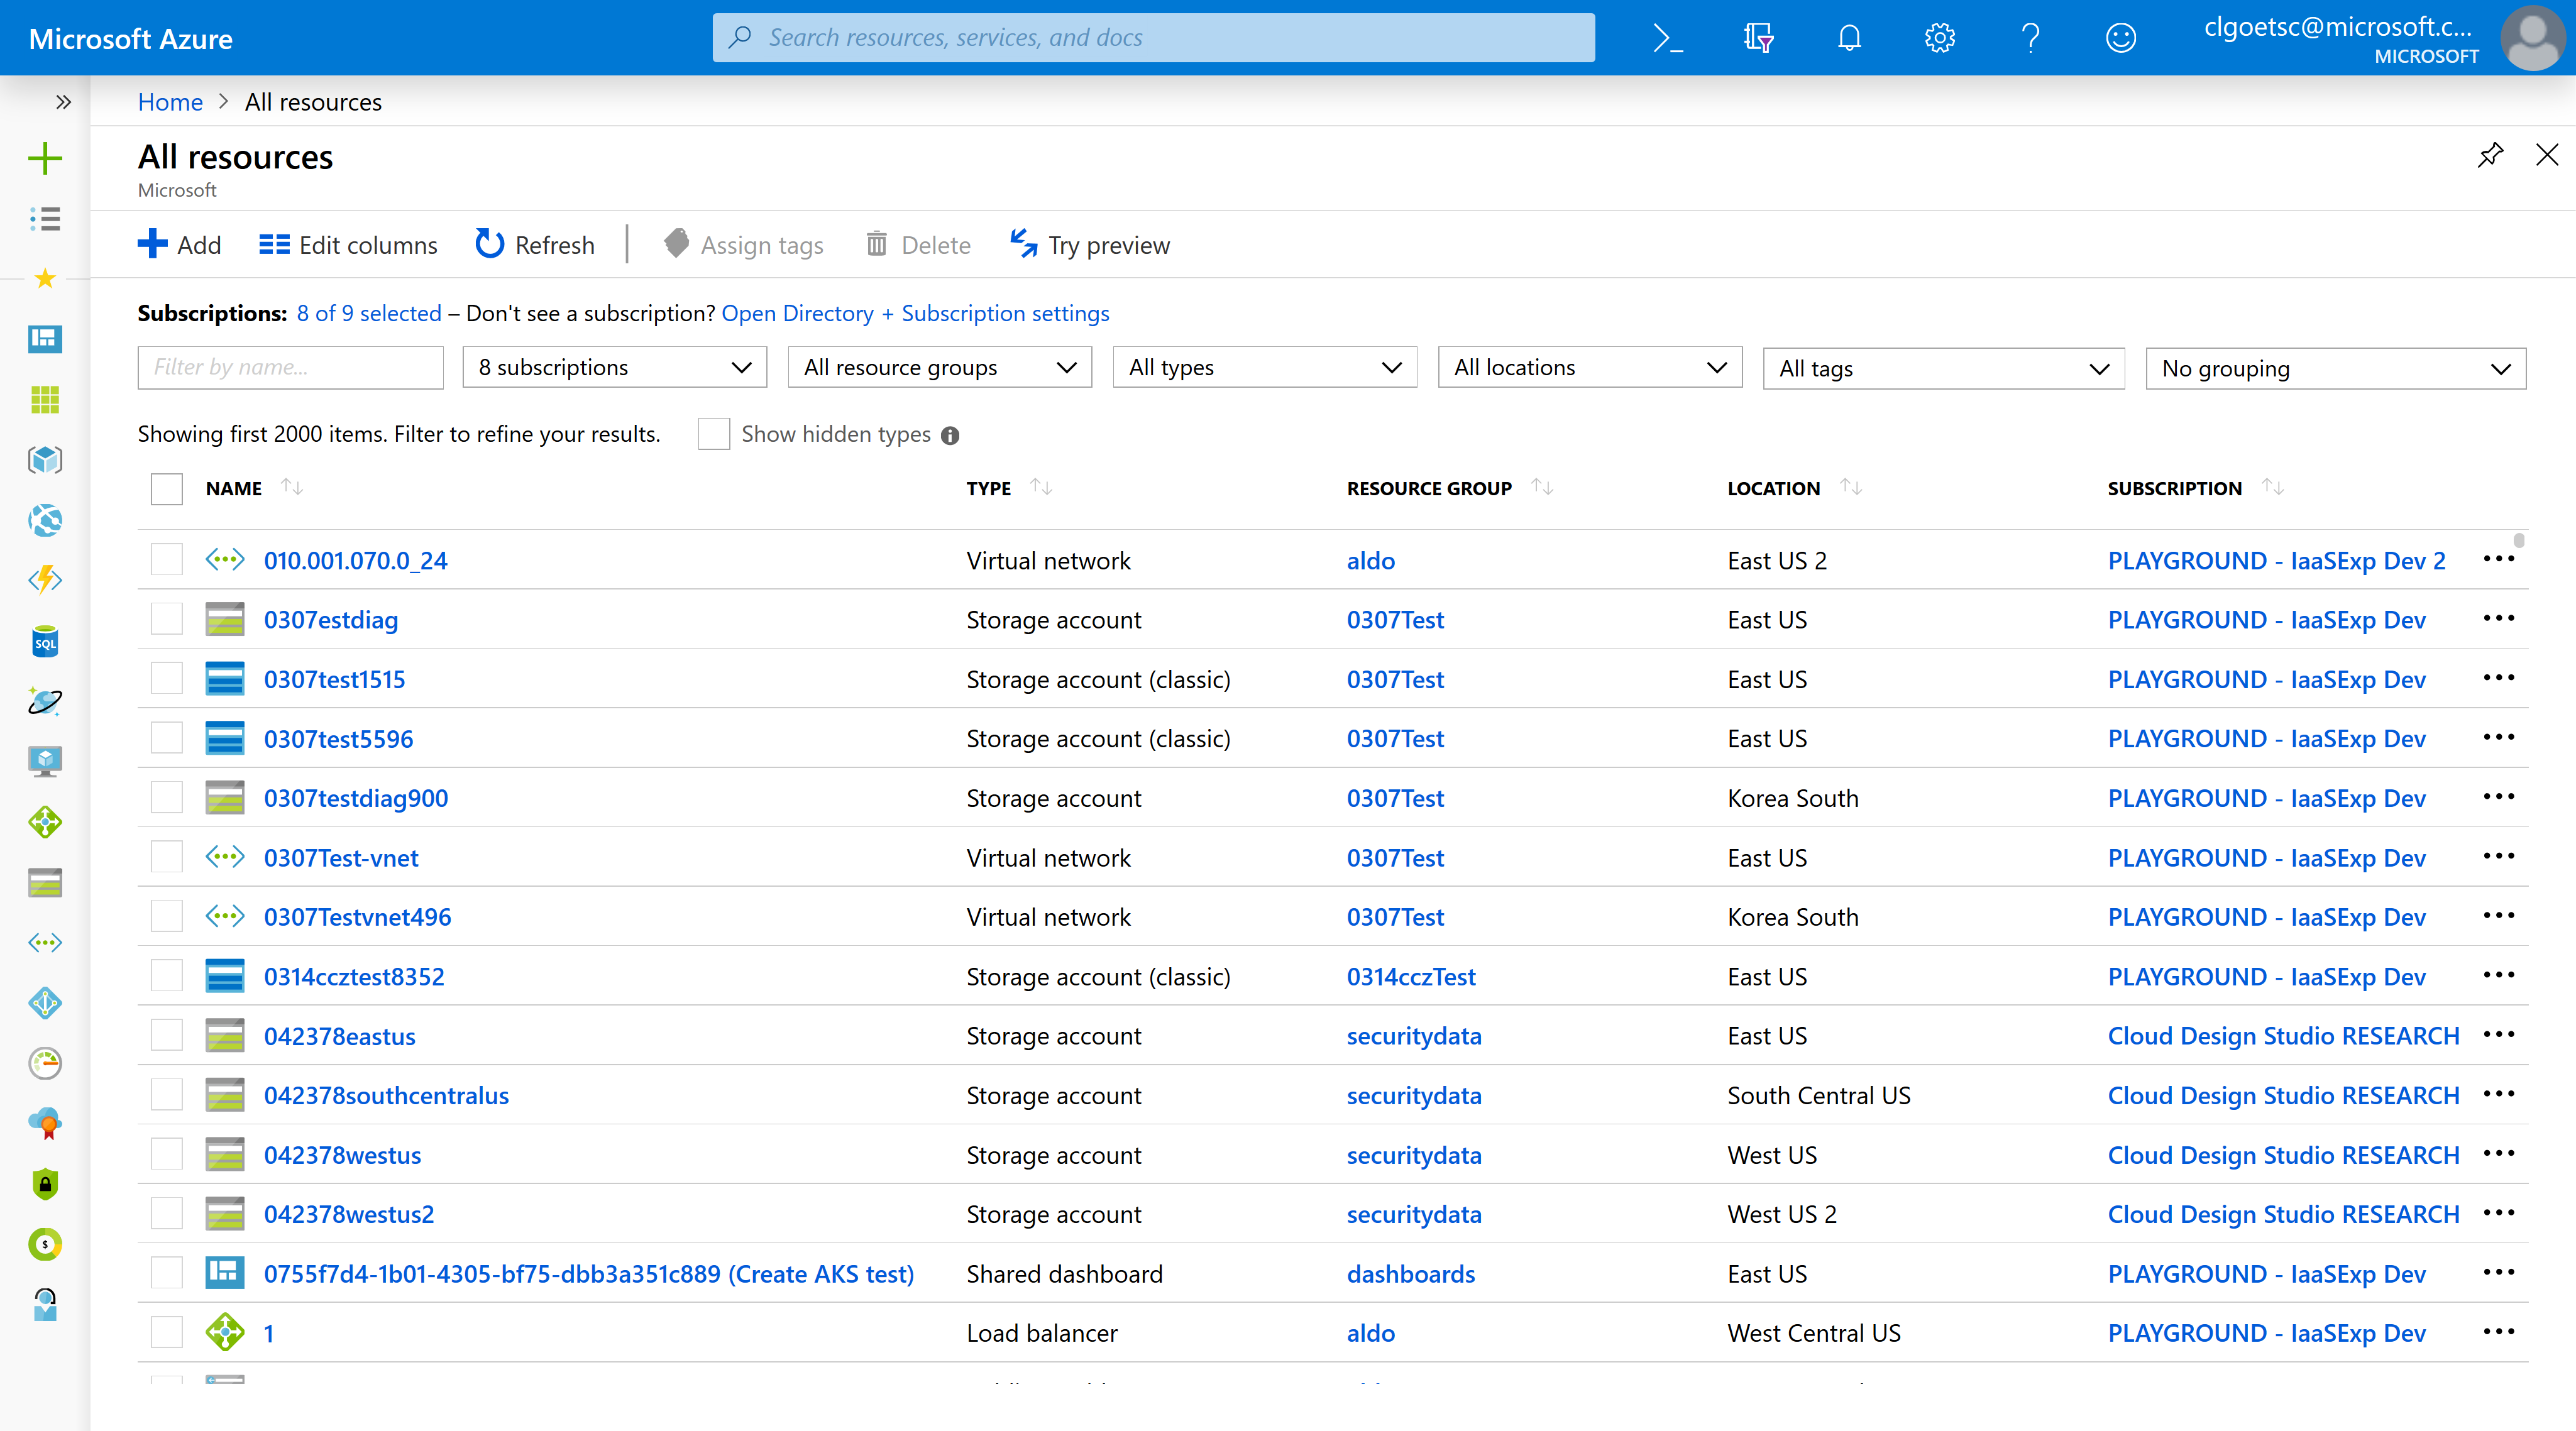 Microsoft Azure
Search resources, services, and docs
clgoetsc@microsoft.c...
MICROSOFT
Home > All resources
All resources
Microsoft
Add Edit columns Refresh Assign tags Delete Try preview
Subscriptions: 8 of 9 selected – Don't see a subscription? Open Directory + Subscription settings
Filter by name... 8 subscriptions All resource groups All types All locations All tags No grouping
Showing first 2000 items. Filter to refine your results. Show hidden types
NAME TYPE RESOURCE GROUP LOCATION SUBSCRIPTION
010.001.070.0_24 Virtual network aldo East US 2 PLAYGROUND - IaaSExp Dev 2
0307estdiag Storage account 0307Test East US PLAYGROUND - IaaSExp Dev
0307test1515 Storage account (classic) 0307Test East US PLAYGROUND - IaaSExp Dev
SQL
0307test5596 Storage account (classic) 0307Test East US PLAYGROUND - IaaSExp Dev
0307testdiag900 Storage account 0307Test Korea South PLAYGROUND - IaaSExp Dev
0307Test-vnet Virtual network 0307Test East US PLAYGROUND - IaaSExp Dev
0307Testvnet496 Virtual network 0307Test Korea South PLAYGROUND - IaaSExp Dev
0314ccztest8352 Storage account (classic) 0314cczTest East US PLAYGROUND - IaaSExp Dev
042378eastus Storage account securitydata East US Cloud Design Studio RESEARCH
042378southcentralus Storage account securitydata South Central US Cloud Design Studio RESEARCH
042378westus Storage account securitydata West US Cloud Design Studio RESEARCH
042378westus2 Storage account securitydata West US 2 Cloud Design Studio RESEARCH
0755f7d4-1b01-4305-bf75-dbb3a351c889 (Create AKS test) Shared dashboard dashboards East US PLAYGROUND - IaaSExp Dev
1 Load balancer aldo West Central US PLAYGROUND - IaaSExp Dev